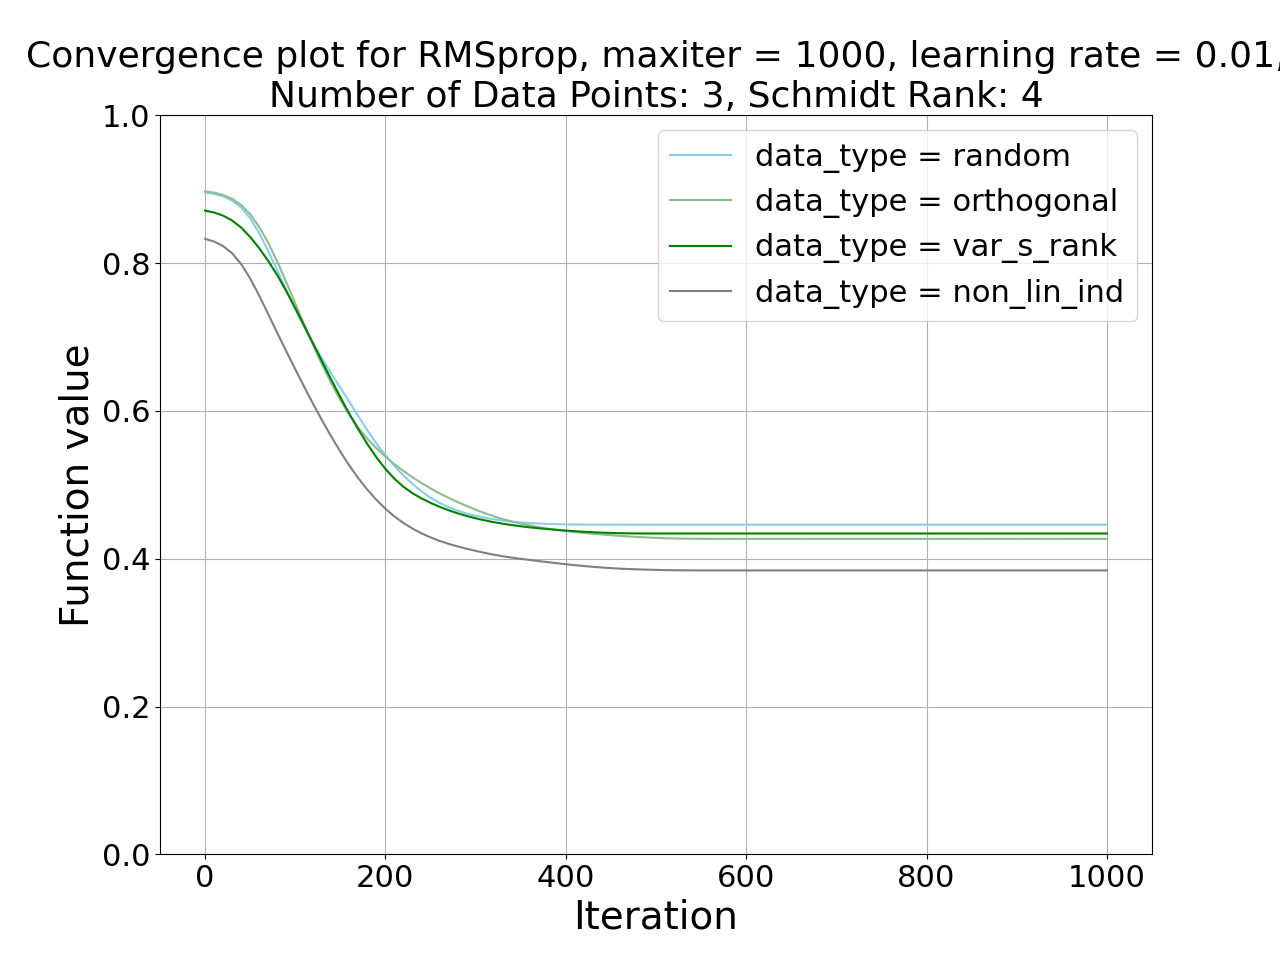 Convergence plot for RMSprop, maxiter = 1000, learning rate = 0.01,
Number of Data Points: 3, Schmidt Rank: 4
1.0
0.8
0.6
0.4
0.2
0.0
Function value
data_type = random
data_type = orthogonal
data_type = var_s_rank
data_type = non_lin_ind
0 200 400 600 800 1000
Iteration